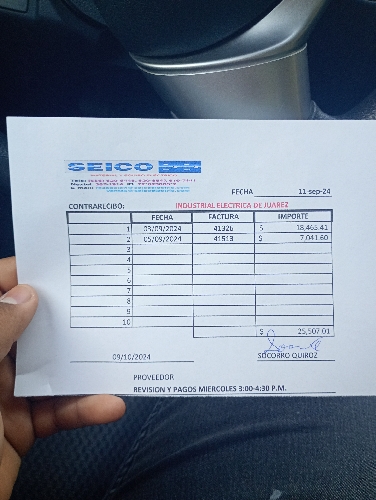 SEICO
FECHA 11-sep-24
CONTRARECIBO: INDUSTRIAL ELECTRICA DE JUAREZ
FECHA FACTURA IMPORTE
1 03/09/2024 41326 $ 18,465.41
2 05/09/2024 41513 $ 7,041.60
3
4
5
6
7
8
9
10
$ 25,507.01
09/10/2024 SOCORRO QUIROZ
PROVEEDOR
REVISION Y PAGOS MIERCOLES 3:00-4:30 P.M.